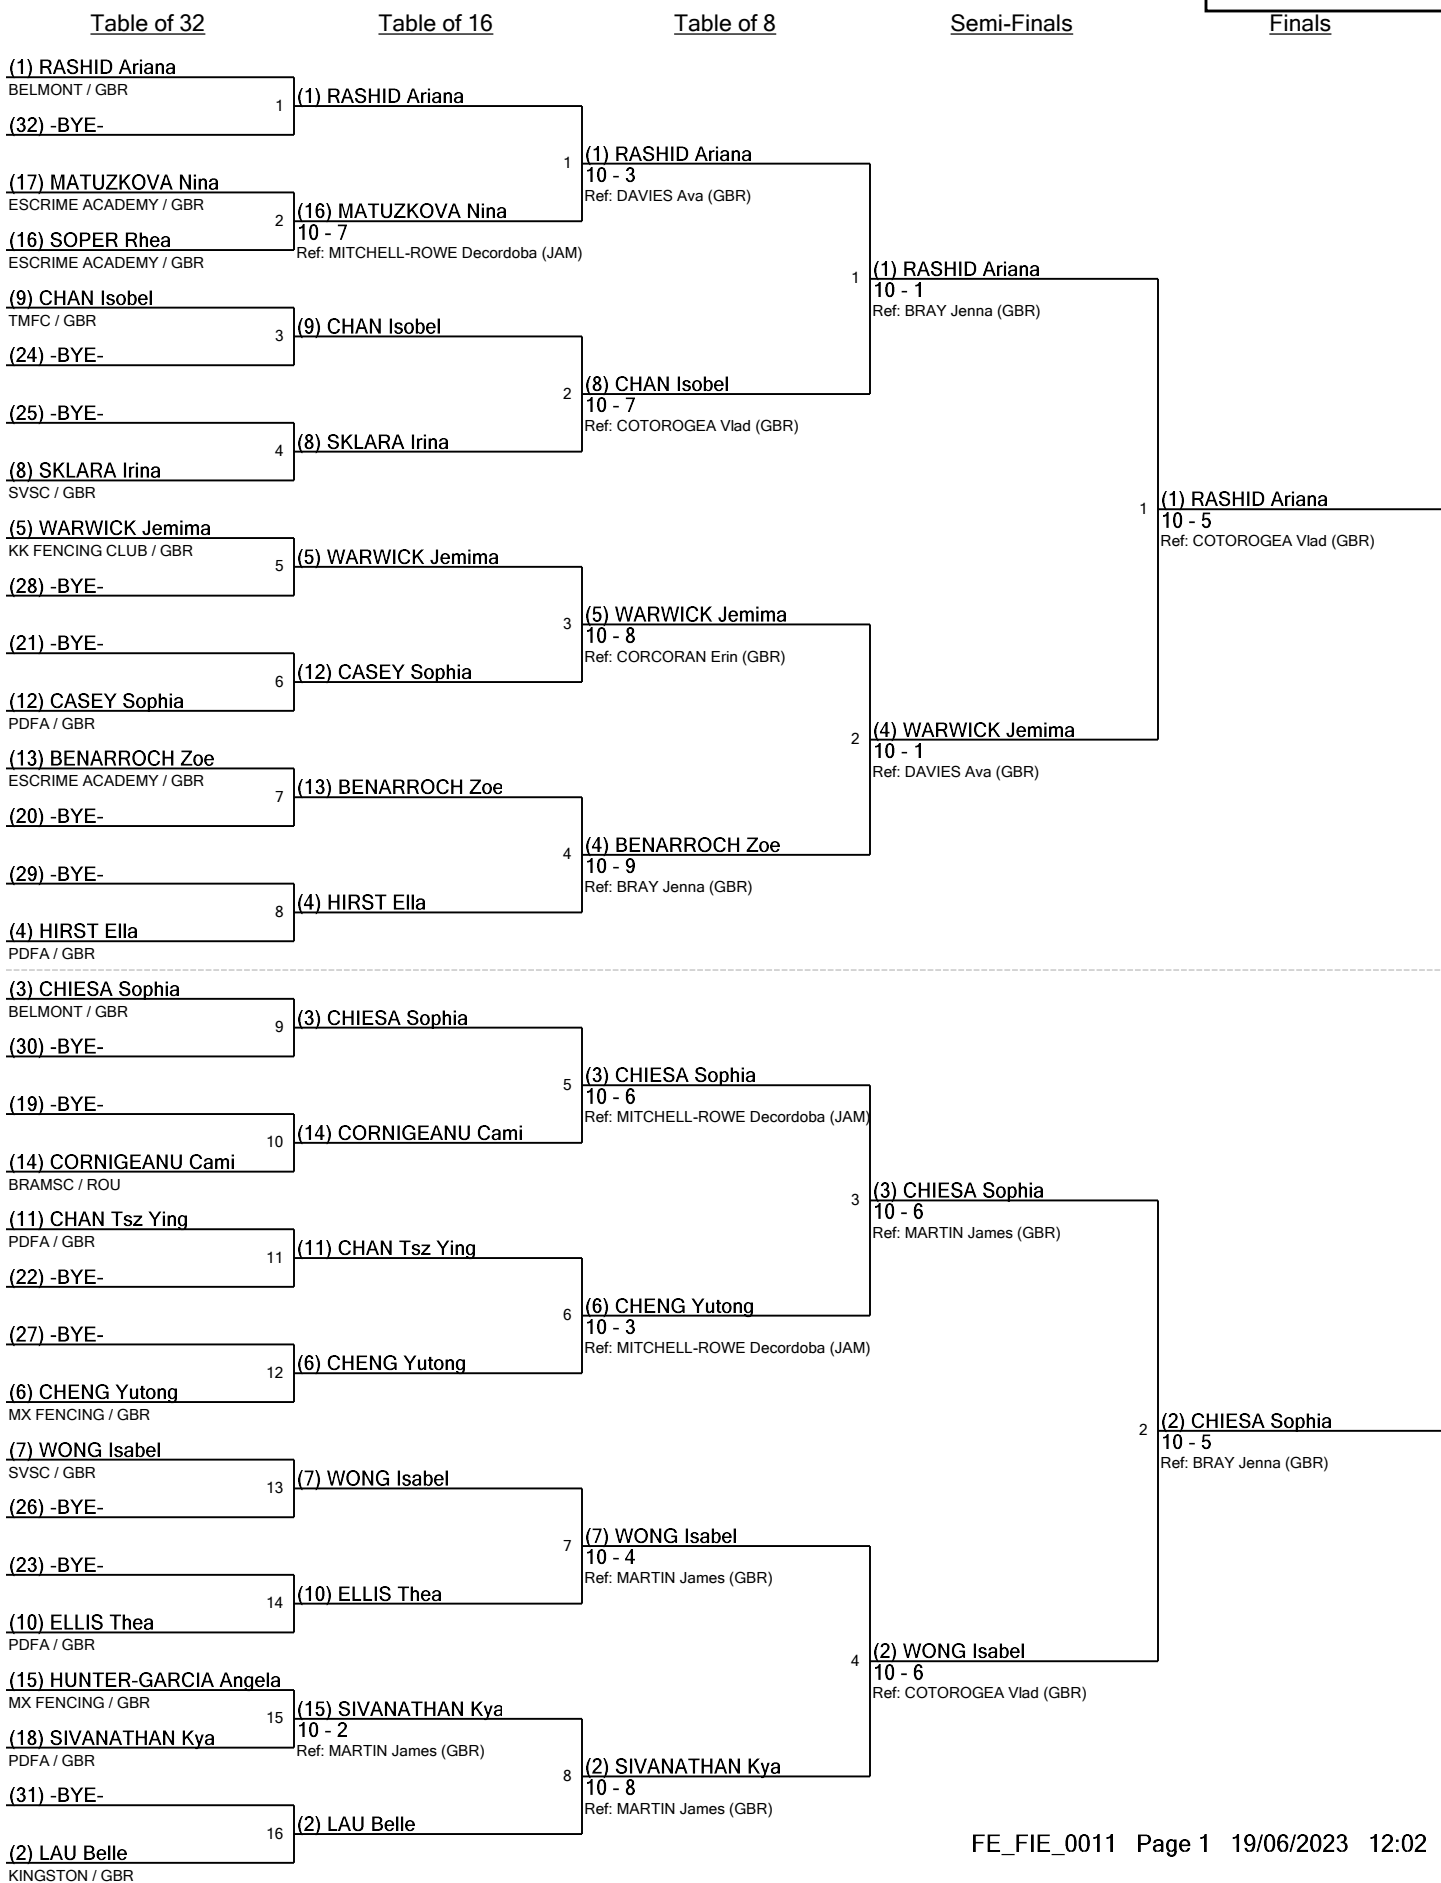 Table of 32
Table of 16
Table of 8
Semi-Finals
Finals
(1) RASHID Ariana
BELMONT / GBR
(32) -BYE-
(17) MATUZKOVA Nina
ESCRIME ACADEMY / GBR
(16) SOPER Rhea
ESCRIME ACADEMY / GBR
(9) CHAN Isobel
TMFC / GBR
(24) -BYE-
(25) -BYE-
(8) SKLARA Irina
SVSC / GBR
(5) WARWICK Jemima
KK FENCING CLUB / GBR
(28) -BYE-
(21) -BYE-
(12) CASEY Sophia
PDFA / GBR
(13) BENARROCH Zoe
ESCRIME ACADEMY / GBR
(20) -BYE-
(29) -BYE-
(4) HIRST Ella
PDFA / GBR
(3) CHIESA Sophia
BELMONT / GBR
(30) -BYE-
(19) -BYE-
(14) CORNIGEANU Cami
BRAMSC / ROU
(11) CHAN Tsz Ying
PDFA / GBR
(22) -BYE-
(27) -BYE-
(6) CHENG Yutong
MX FENCING / GBR
(7) WONG Isabel
SVSC / GBR
(26) -BYE-
(23) -BYE-
(10) ELLIS Thea
PDFA / GBR
(15) HUNTER-GARCIA Angela
MX FENCING / GBR
(18) SIVANATHAN Kya
PDFA / GBR
(31) -BYE-
(2) LAU Belle
KINGSTON / GBR
1
(1) RASHID Ariana
2
(16) MATUZKOVA Nina
10 - 7
Ref: MITCHELL-ROWE Decordoba (JAM)
3
(9) CHAN Isobel
4
(8) SKLARA Irina
5
(5) WARWICK Jemima
6
(12) CASEY Sophia
7
(13) BENARROCH Zoe
8
(4) HIRST Ella
9
(3) CHIESA Sophia
10
(14) CORNIGEANU Cami
11
(11) CHAN Tsz Ying
12
(6) CHENG Yutong
13
(7) WONG Isabel
14
(10) ELLIS Thea
15
(15) SIVANATHAN Kya
10 - 2
Ref: MARTIN James (GBR)
16
(2) LAU Belle
1
(1) RASHID Ariana
10 - 3
Ref: DAVIES Ava (GBR)
2
(8) CHAN Isobel
10 - 7
Ref: COTOROGEA Vlad (GBR)
3
(5) WARWICK Jemima
10 - 8
Ref: CORCORAN Erin (GBR)
4
(4) BENARROCH Zoe
10 - 9
Ref: BRAY Jenna (GBR)
5
(3) CHIESA Sophia
10 - 6
Ref: MITCHELL-ROWE Decordoba (JAM)
6
(6) CHENG Yutong
10 - 3
Ref: MITCHELL-ROWE Decordoba (JAM)
7
(7) WONG Isabel
10 - 4
Ref: MARTIN James (GBR)
8
(2) SIVANATHAN Kya
10 - 8
Ref: MARTIN James (GBR)
1
(1) RASHID Ariana
10 - 1
Ref: BRAY Jenna (GBR)
2
(4) WARWICK Jemima
10 - 1
Ref: DAVIES Ava (GBR)
3
(3) CHIESA Sophia
10 - 6
Ref: MARTIN James (GBR)
4
(2) WONG Isabel
10 - 6
Ref: COTOROGEA Vlad (GBR)
1
(1) RASHID Ariana
10 - 5
Ref: COTOROGEA Vlad (GBR)
2
(2) CHIESA Sophia
10 - 5
Ref: BRAY Jenna (GBR)
FE_FIE_0011 Page 1 19/06/2023 12:02